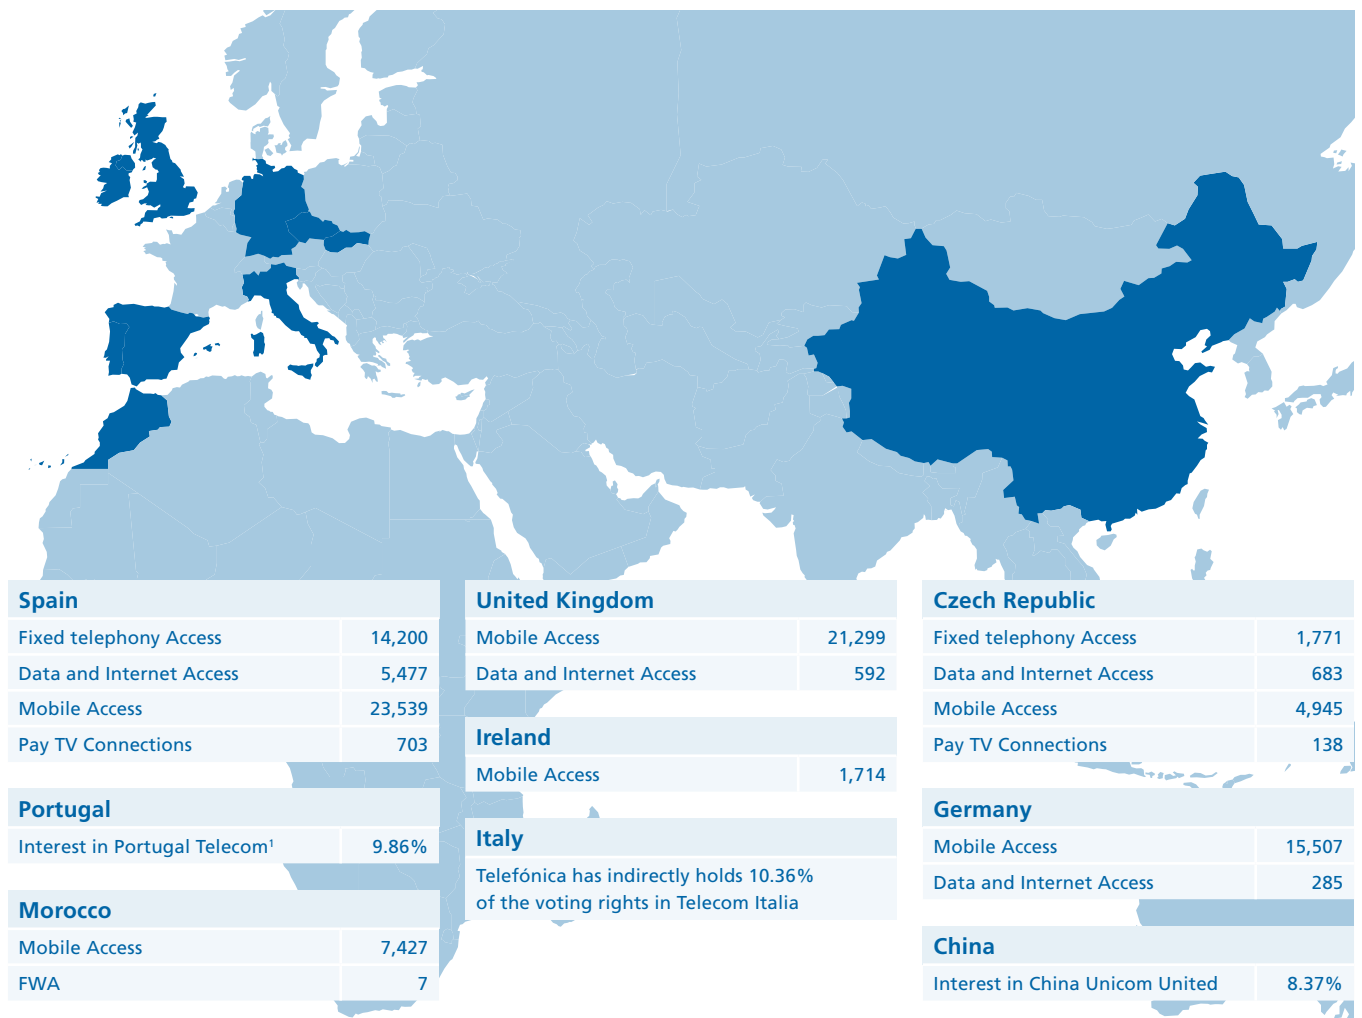 Spain
Fixed telephony Access 14,200
Data and Internet Access 5,477
Mobile Access 23,539
Pay TV Connections 703
Portugal
Interest in Portugal Telecom¹ 9.86%
Morocco
Mobile Access 7,427
FWA 7
United Kingdom
Mobile Access 21,299
Data and Internet Access 592
Ireland
Mobile Access 1,714
Italy
Telefónica has indirectly holds 10.36%
of the voting rights in Telecom Italia
Czech Republic
Fixed telephony Access 1,771
Data and Internet Access 683
Mobile Access 4,945
Pay TV Connections 138
Germany
Mobile Access 15,507
Data and Internet Access 285
China
Interest in China Unicom United 8.37%